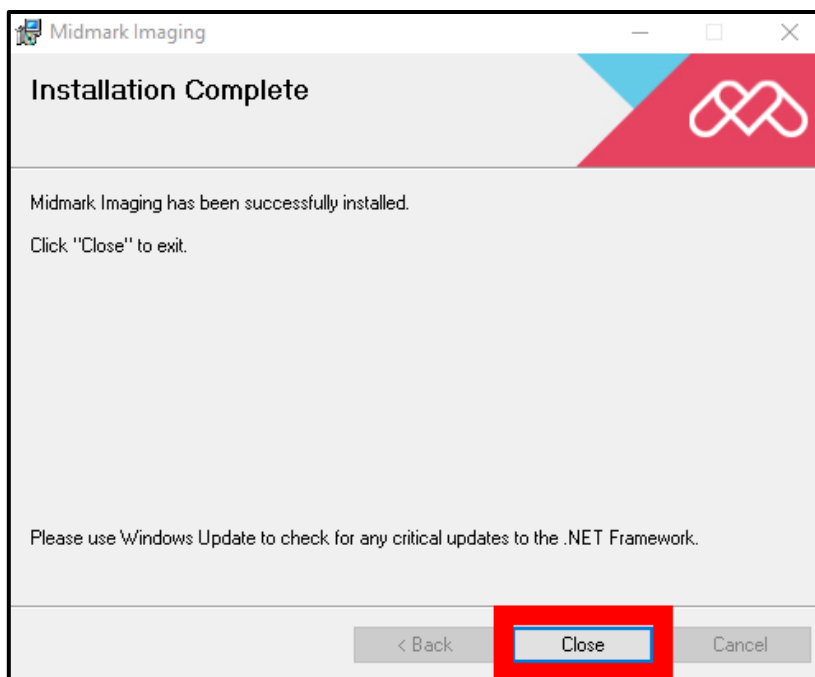 Midmark Imaging
Installation Complete
Midmark Imaging has been successfully installed.
Click "Close" to exit.
Please use Windows Update to check for any critical updates to the .NET Framework.
< Back Close Cancel